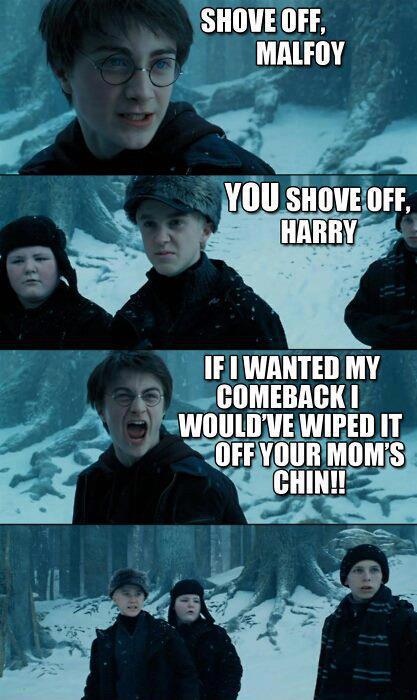 SHOVE OFF,
MALFOY
YOU SHOVE OFF,
HARRY
IF I WANTED MY
COMEBACK I
WOULD'VE WIPED IT
OFF YOUR MOM'S
CHIN!!